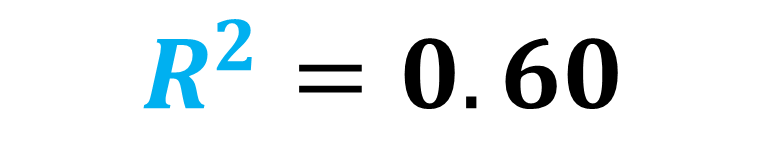 R² = 0.60